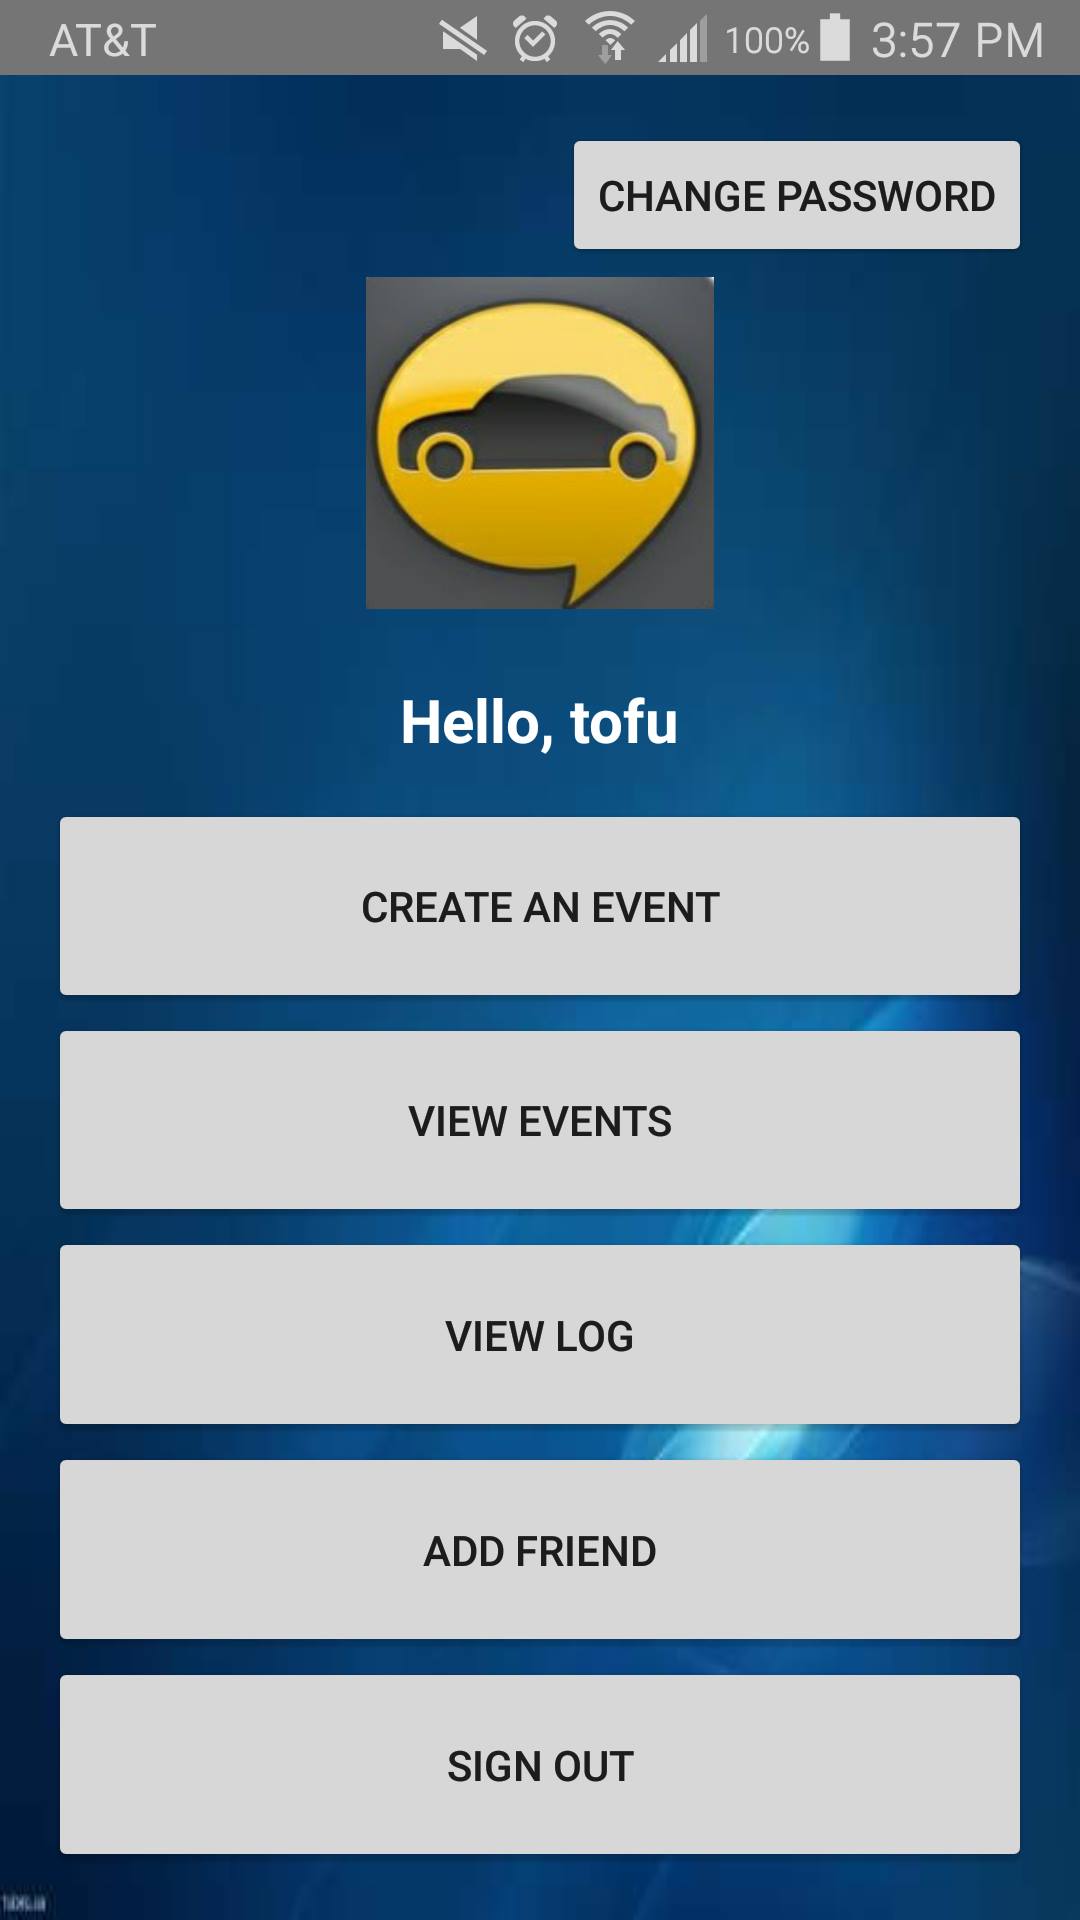 AT&T 100% 3:57 PM
CHANGE PASSWORD
Hello, tofu
CREATE AN EVENT
VIEW EVENTS
VIEW LOG
ADD FRIEND
SIGN OUT